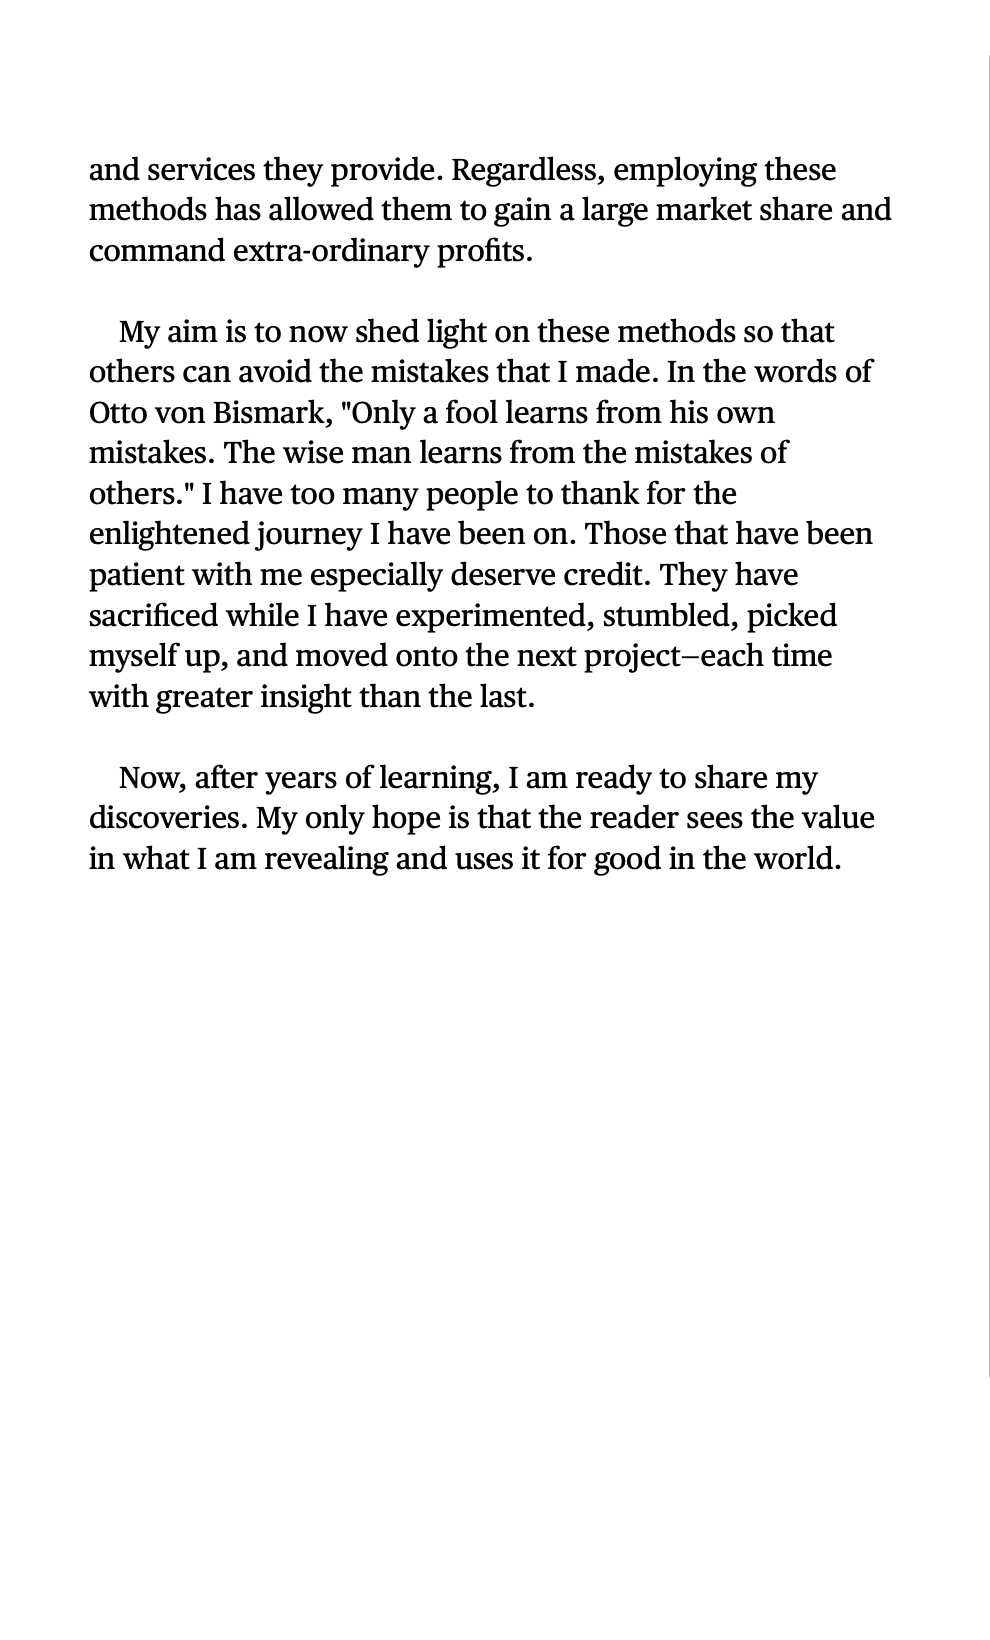 and services they provide. Regardless, employing these
methods has allowed them to gain a large market share and
command extra-ordinary profits.
My aim is to now shed light on these methods so that
others can avoid the mistakes that I made. In the words of
Otto von Bismark, "Only a fool learns from his own
mistakes. The wise man learns from the mistakes of
others." I have too many people to thank for the
enlightened journey I have been on. Those that have been
patient with me especially deserve credit. They have
sacrificed while I have experimented, stumbled, picked
myself up, and moved onto the next project—each time
with greater insight than the last.
Now, after years of learning, I am ready to share my
discoveries. My only hope is that the reader sees the value
in what I am revealing and uses it for good in the world.